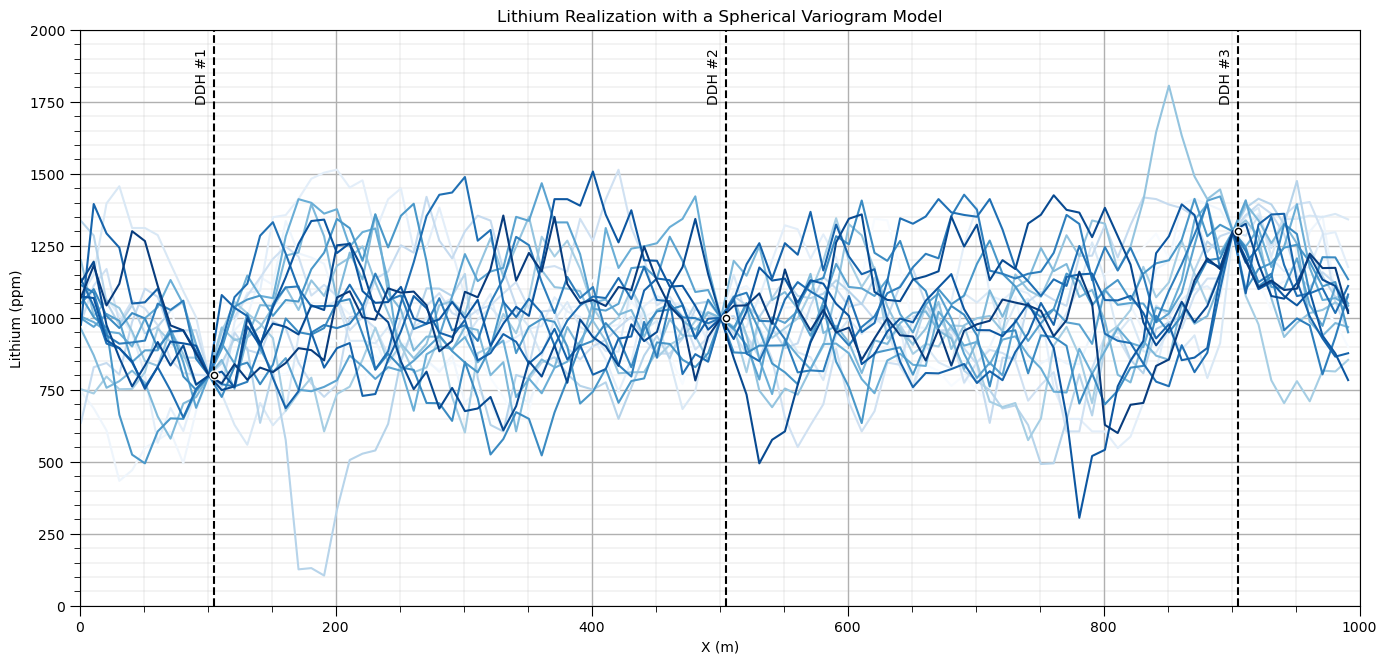 Lithium Realization with a Spherical Variogram Model
2000
1750
1500
1250
1000
750
500
250
0
Lithium (ppm)
DDH #1
DDH #2
DDH #3
0
200
400
600
800
1000
X (m)